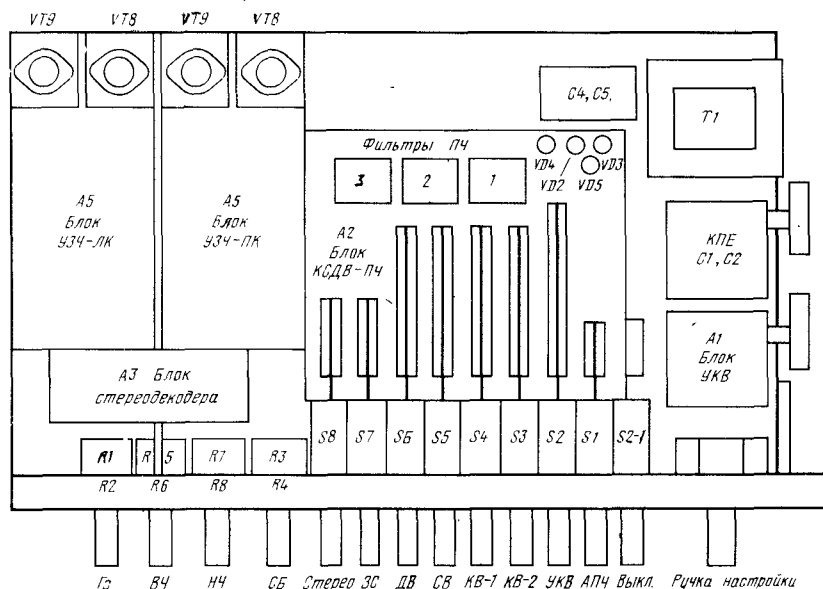 VT9 VT8 VT9 VT8
C4, C5.
T1
Фильтры ПЧ
VD4 VD3
VD2 VD5
3 2 1
A5
Блок
УЗЧ-ЛК
A5
Блок
УЗЧ-ПК
A2
Блок
КСДВ-ПЧ
КПЕ
C1, C2
A1
Блок
УКВ
A3 Блок
стереодекодера
S8 S7 S6 S5 S4 S3 S2 S1 S2-1
R1 R 5 R7 R3
R2 R6 R8 R4
Гр ВЧ НЧ СБ Стерео ЗС ДВ СВ КВ-1 КВ-2 УКВ АПЧ Выкл. Ручка настройки